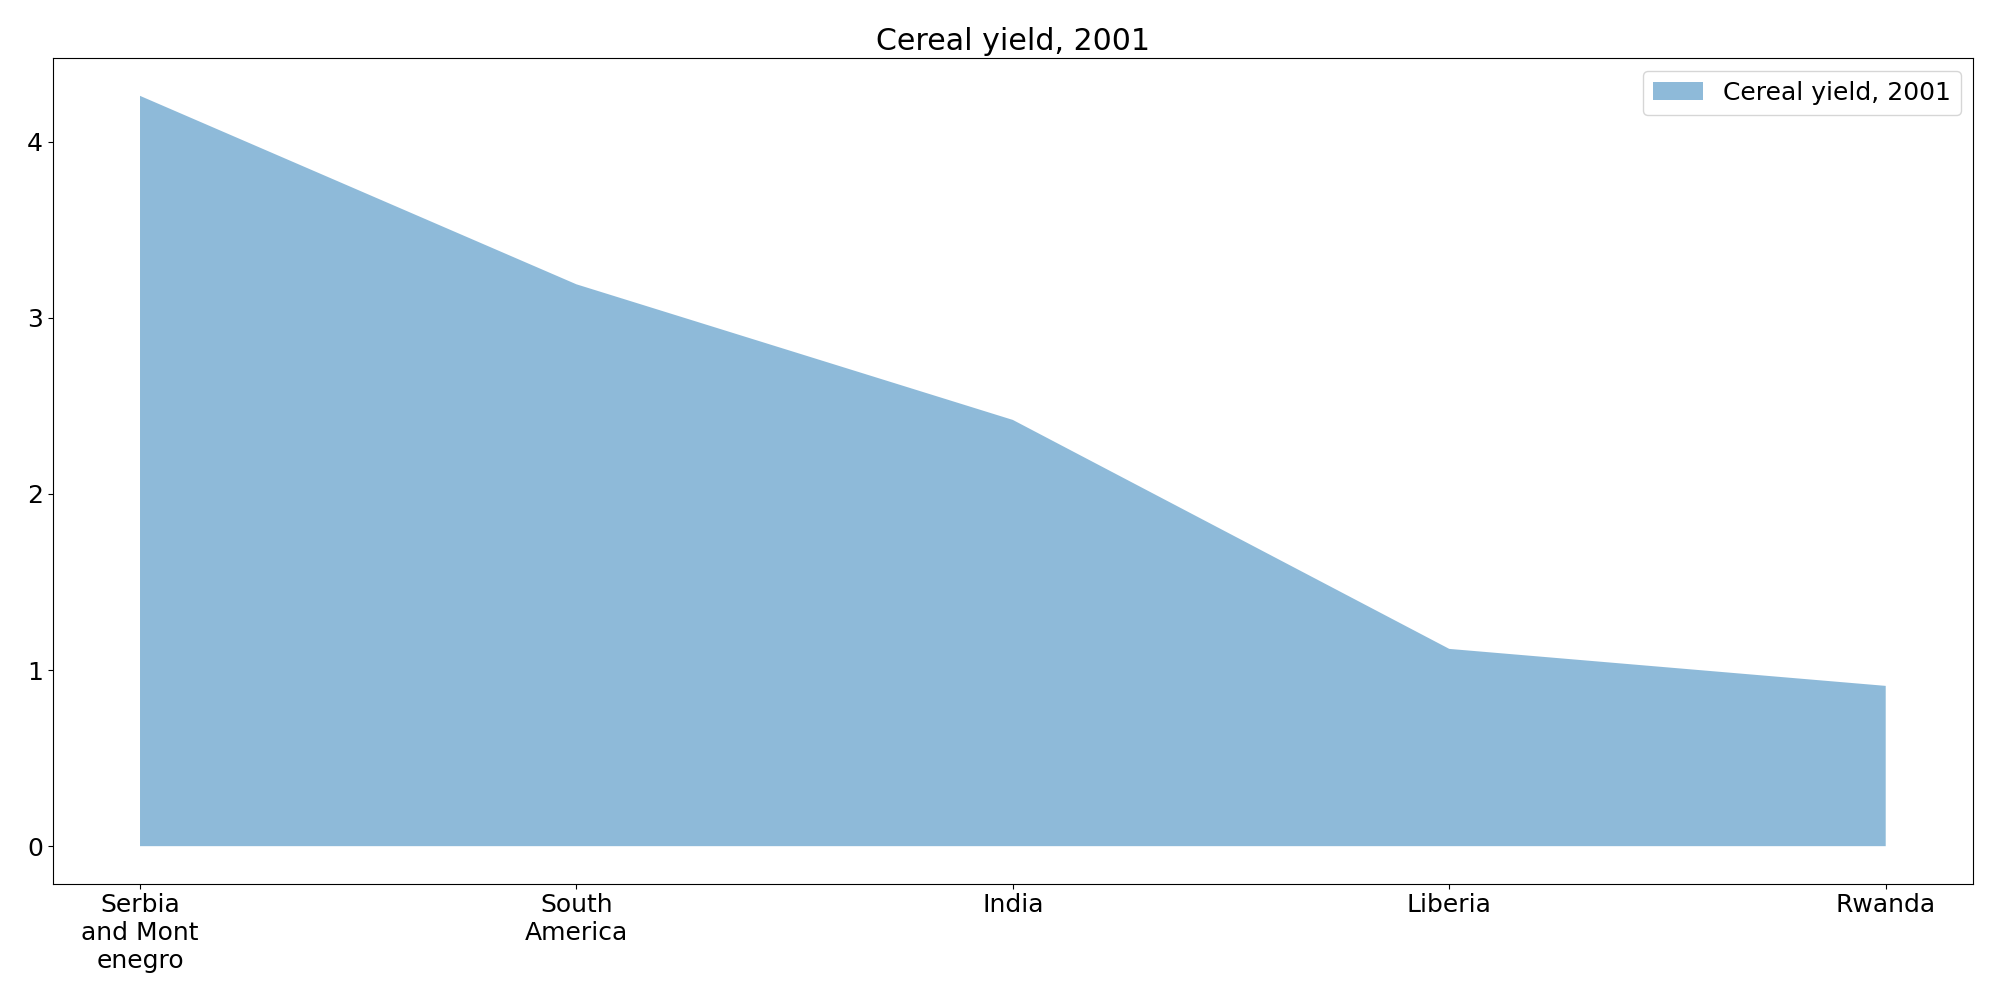 Cereal yield, 2001
Cereal yield, 2001
4
3
2
1
0
Serbia
and Mont
enegro
South
America
India
Liberia
Rwanda